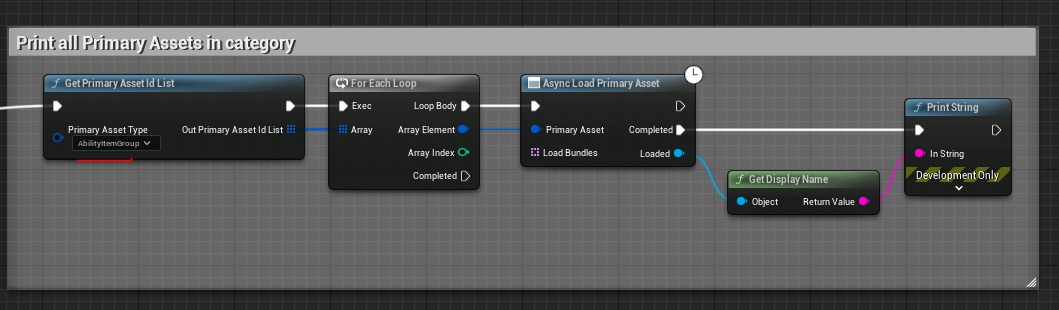 Print all Primary Assets in category
f Get Primary Asset Id List
Primary Asset Type
AbilityItemGroup
Out Primary Asset Id List
For Each Loop
Exec
Loop Body
Array
Array Element
Array Index
Completed
Async Load Primary Asset
Primary Asset
Completed
Load Bundles
Loaded
f Get Display Name
Object
Return Value
f Print String
In String
Development Only